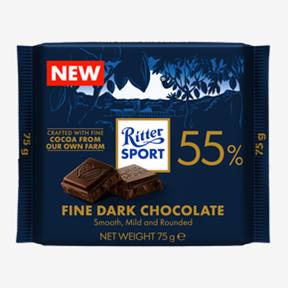 NEW
CRAFTED WITH FINE
COCOA FROM
OUR OWN FARM
Ritter
SPORT
55%
75 g
75 g
FINE DARK CHOCOLATE
Smooth, Mild and Rounded
NET WEIGHT 75 g ℮